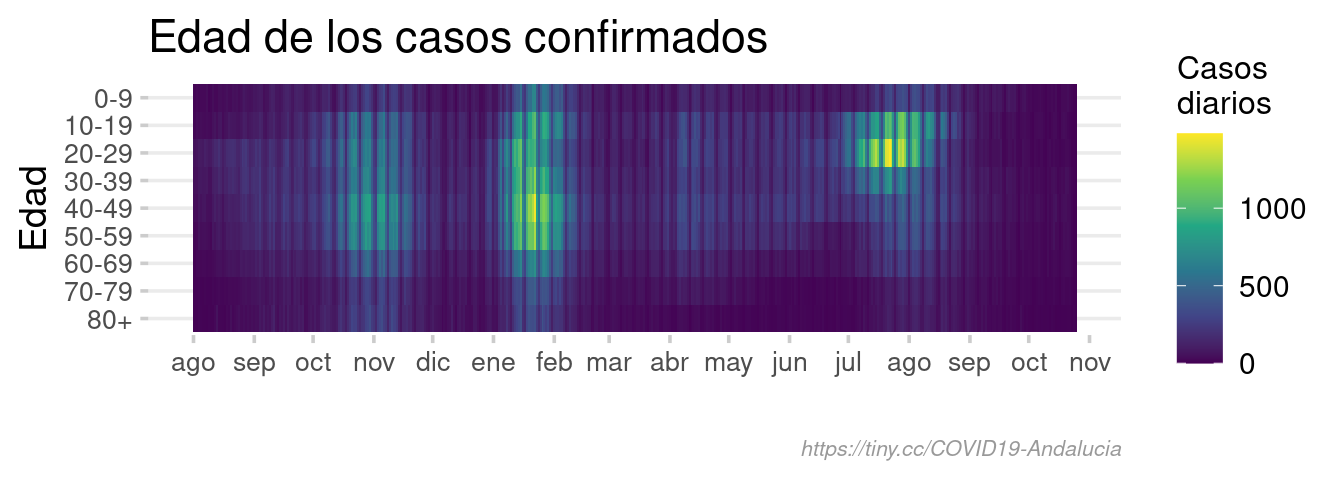 Edad de los casos confirmados
Edad
0-9
10-19
20-29
30-39
40-49
50-59
60-69
70-79
80+
ago sep oct nov dic ene feb mar abr may jun jul ago sep oct nov
Casos
diarios
1000
500
0
https://tiny.cc/COVID19-Andalucia